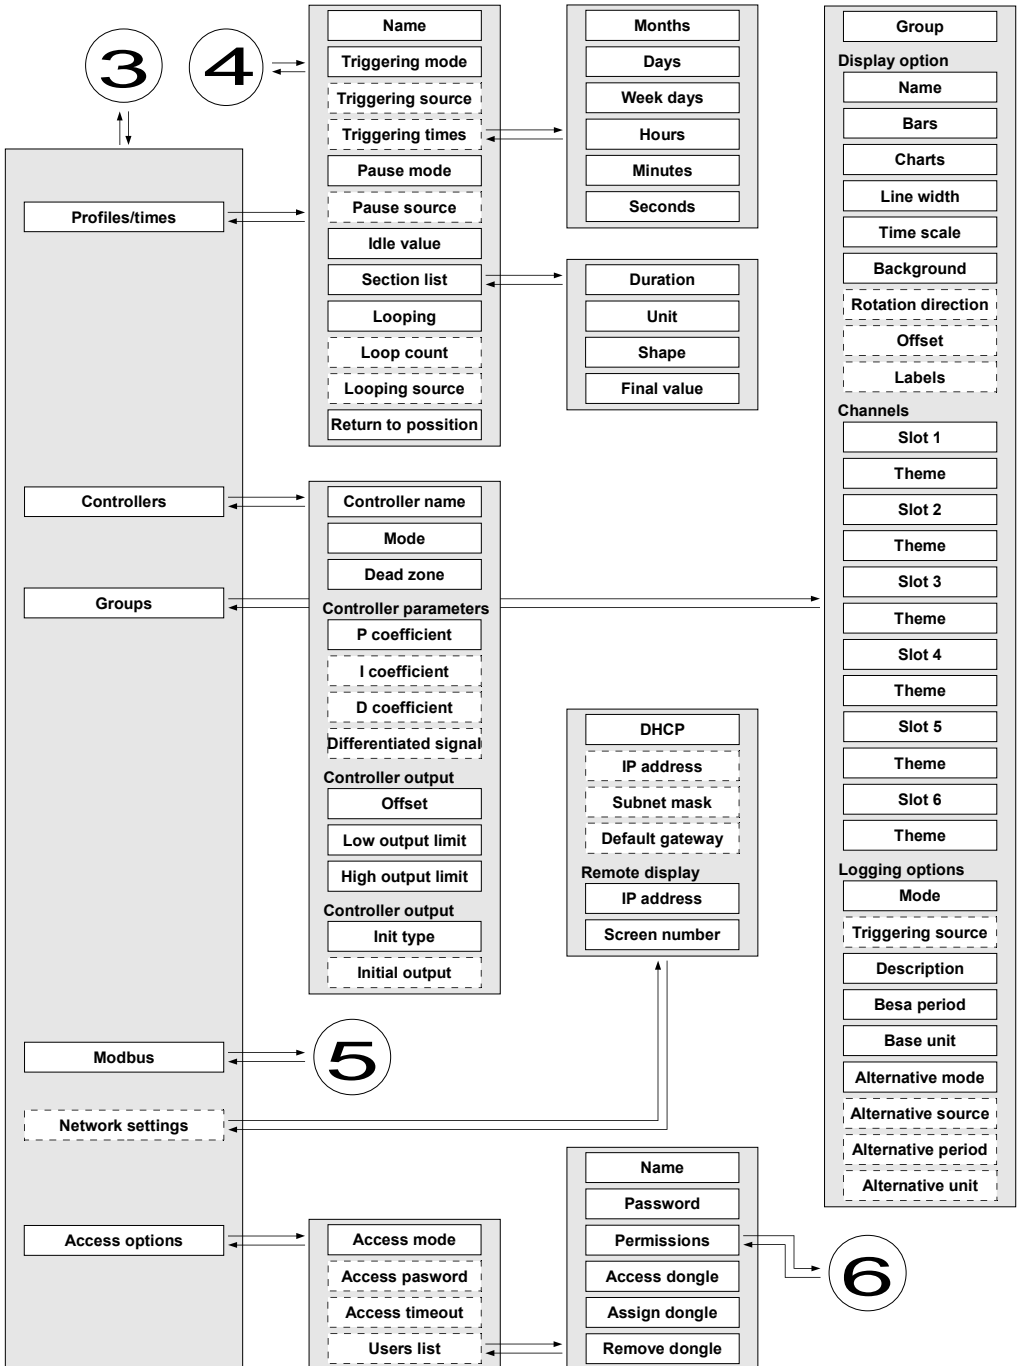 3
4
Profiles/times
Controllers
Groups
Modbus
Network settings
Access options
Name
Triggering mode
Triggering source
Triggering times
Pause mode
Pause source
Idle value
Section list
Looping
Loop count
Looping source
Return to possition
Months
Days
Week days
Hours
Minutes
Seconds
Duration
Unit
Shape
Final value
Controller name
Mode
Dead zone
Controller parameters
P coefficient
I coefficient
D coefficient
Differentiated signal
Controller output
Offset
Low output limit
High output limit
Controller output
Init type
Initial output
5
DHCP
IP address
Subnet mask
Default gateway
Remote display
IP address
Screen number
Access mode
Access pasword
Access timeout
Users list
Name
Password
Permissions
Access dongle
Assign dongle
Remove dongle
6
Group
Display option
Name
Bars
Charts
Line width
Time scale
Background
Rotation direction
Offset
Labels
Channels
Slot 1
Theme
Slot 2
Theme
Slot 3
Theme
Slot 4
Theme
Slot 5
Theme
Slot 6
Theme
Logging options
Mode
Triggering source
Description
Besa period
Base unit
Alternative mode
Alternative source
Alternative period
Alternative unit